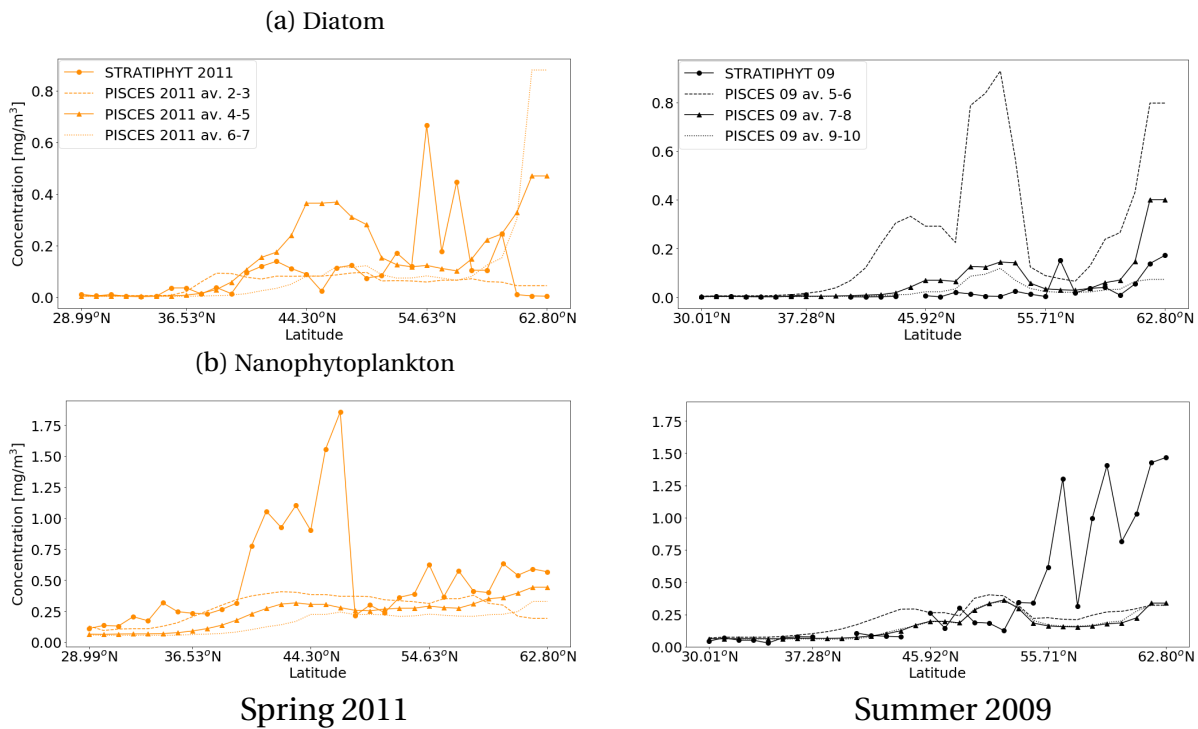 (a) Diatom
STRATIPHYT 2011
PISCES 2011 av. 2-3
PISCES 2011 av. 4-5
PISCES 2011 av. 6-7
Concentration [mg/m³]
0.8
0.6
0.4
0.2
0.0
28.99°N 36.53°N 44.30°N 54.63°N 62.80°N
Latitude
STRATIPHYT 09
PISCES 09 av. 5-6
PISCES 09 av. 7-8
PISCES 09 av. 9-10
0.8
0.6
0.4
0.2
0.0
30.01°N 37.28°N 45.92°N 55.71°N 62.80°N
Latitude
(b) Nanophytoplankton
Concentration [mg/m³]
1.75
1.50
1.25
1.00
0.75
0.50
0.25
0.00
28.99°N 36.53°N 44.30°N 54.63°N 62.80°N
Latitude
1.75
1.50
1.25
1.00
0.75
0.50
0.25
0.00
30.01°N 37.28°N 45.92°N 55.71°N 62.80°N
Latitude
Spring 2011
Summer 2009